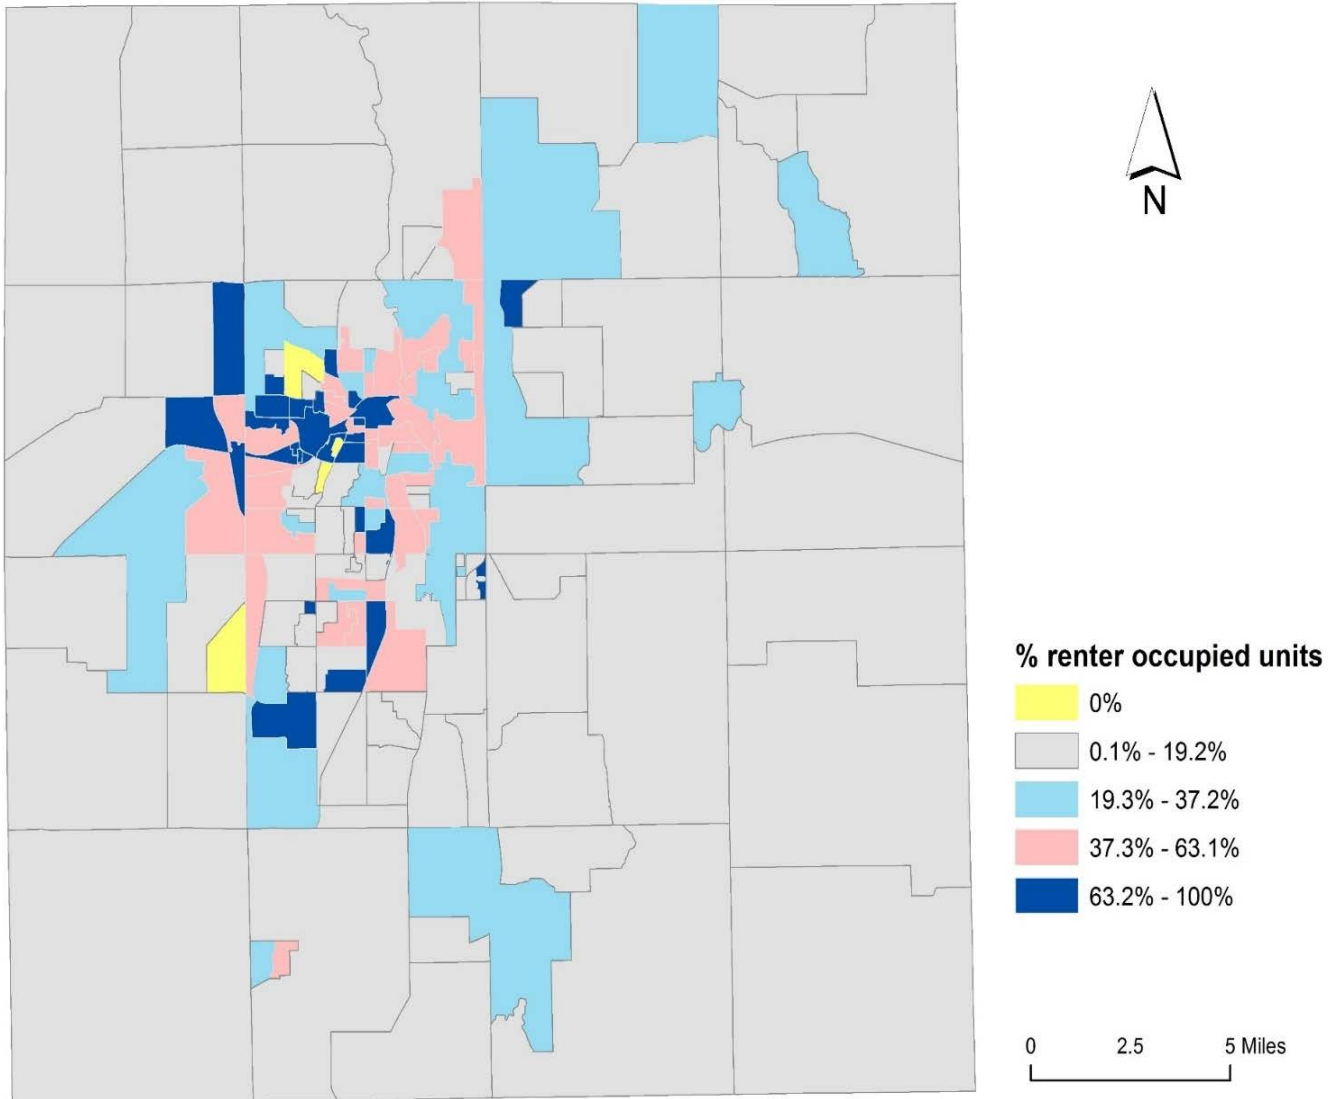 N
% renter occupied units
0%
0.1% - 19.2%
19.3% - 37.2%
37.3% - 63.1%
63.2% - 100%
0 2.5 5 Miles